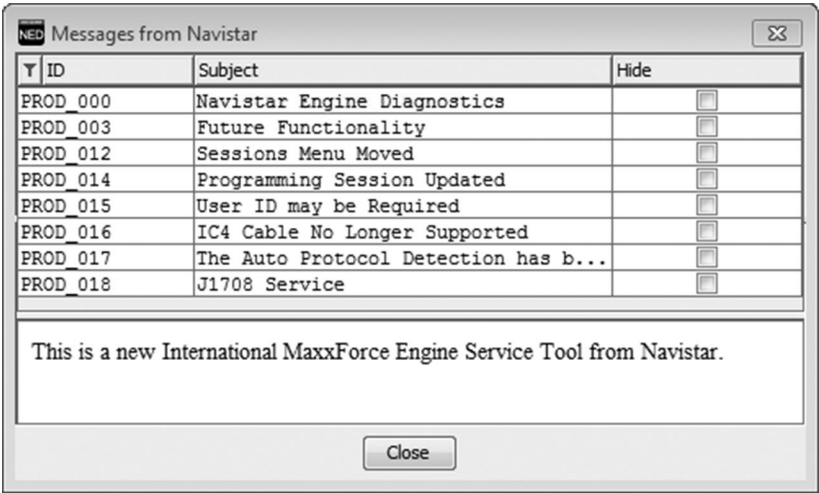 NED Messages from Navistar
ID Subject Hide
PROD_000 Navistar Engine Diagnostics
PROD_003 Future Functionality
PROD_012 Sessions Menu Moved
PROD_014 Programming Session Updated
PROD_015 User ID may be Required
PROD_016 IC4 Cable No Longer Supported
PROD_017 The Auto Protocol Detection has b...
PROD_018 J1708 Service
This is a new International MaxxForce Engine Service Tool from Navistar.
Close